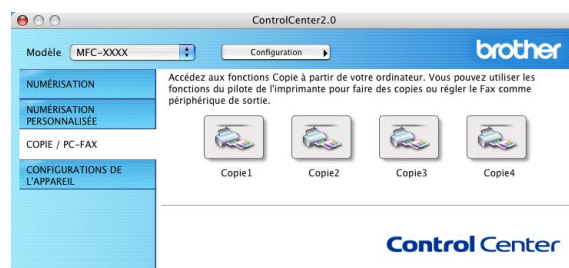 ControlCenter2.0
Modèle MFC-XXXX Configuration brother
NUMÉRISATION
NUMÉRISATION
PERSONNALISÉE
COPIE / PC-FAX
CONFIGURATIONS DE
L'APPAREIL
Accédez aux fonctions Copie à partir de votre ordinateur. Vous pouvez utiliser les
fonctions du pilote de l'imprimante pour faire des copies ou régler le Fax comme
périphérique de sortie.
Copie1 Copie2 Copie3 Copie4
Control Center